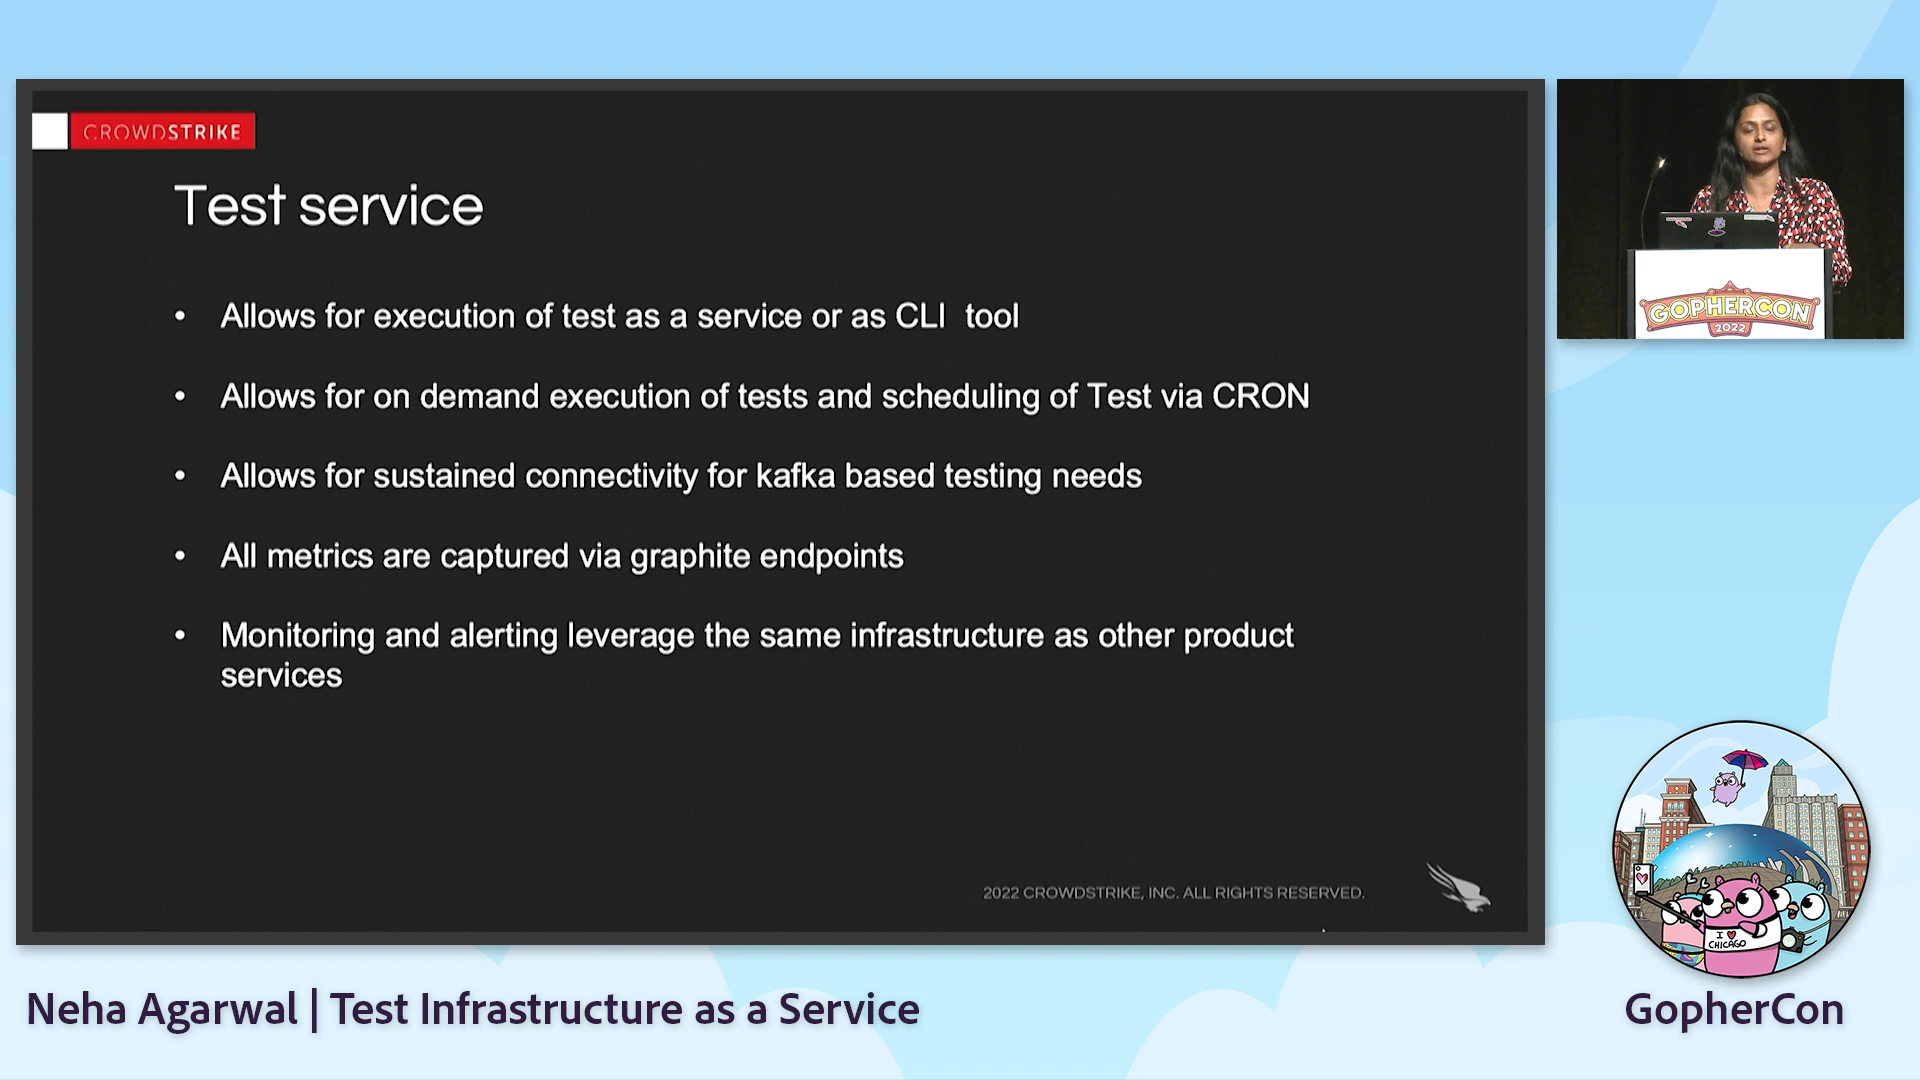 CROWDSTRIKE
Test service
• Allows for execution of test as a service or as CLI tool
• Allows for on demand execution of tests and scheduling of Test via CRON
• Allows for sustained connectivity for kafka based testing needs
• All metrics are captured via graphite endpoints
• Monitoring and alerting leverage the same infrastructure as other product
services
2022 CROWDSTRIKE, INC. ALL RIGHTS RESERVED.
GOPHERCON
2022
I ♥
CHICAGO
Neha Agarwal | Test Infrastructure as a Service
GopherCon